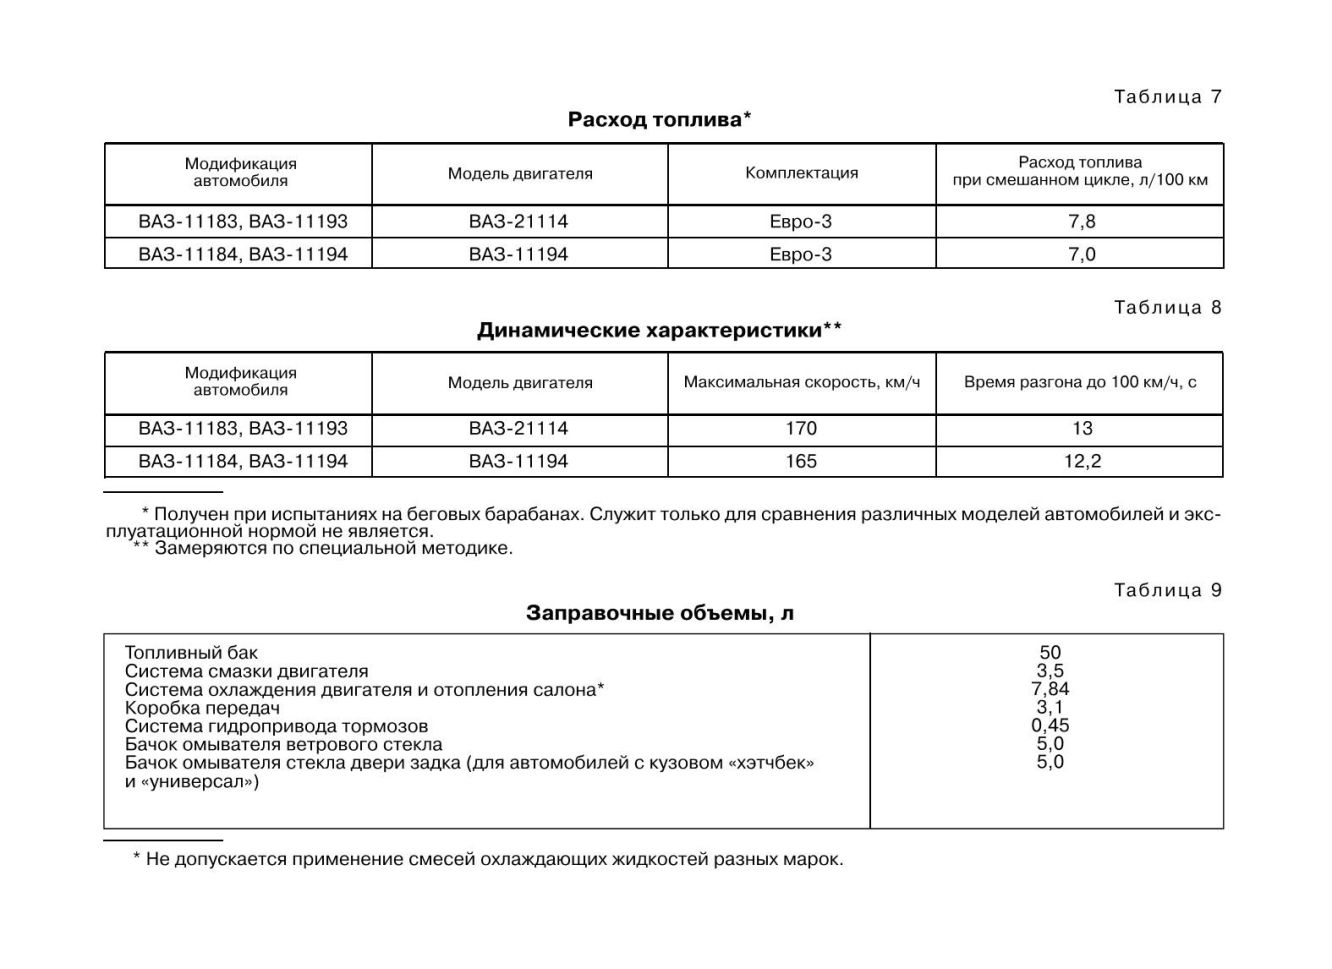 Таблица 7
Расход топлива*
Модификация автомобиля
Модель двигателя
Комплектация
Расход топлива при смешанном цикле, л/100 км
ВАЗ-11183, ВАЗ-11193 ВАЗ-21114 Евро-3 7,8
ВАЗ-11184, ВАЗ-11194 ВАЗ-11194 Евро-3 7,0
Таблица 8
Динамические характеристики**
Модификация автомобиля
Модель двигателя
Максимальная скорость, км/ч
Время разгона до 100 км/ч, с
ВАЗ-11183, ВАЗ-11193 ВАЗ-21114 170 13
ВАЗ-11184, ВАЗ-11194 ВАЗ-11194 165 12,2
* Получен при испытаниях на беговых барабанах. Служит только для сравнения различных моделей автомобилей и экс-
плуатационной нормой не является.
** Замеряются по специальной методике.
Таблица 9
Заправочные объемы, л
Топливный бак 50
Система смазки двигателя 3,5
Система охлаждения двигателя и отопления салона* 7,84
Коробка передач 3,1
Система гидропривода тормозов 0,45
Бачок омывателя ветрового стекла 5,0
Бачок омывателя стекла двери задка (для автомобилей с кузовом «хэтчбек» 5,0
и «универсал»)
* Не допускается применение смесей охлаждающих жидкостей разных марок.